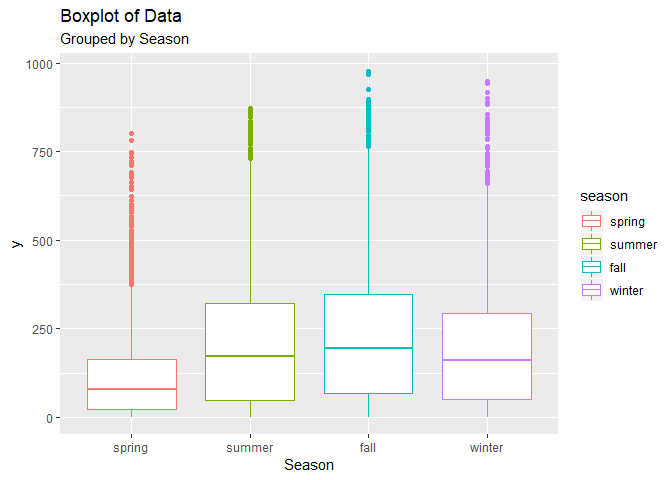 Boxplot of Data
Grouped by Season
1000
750
500
250
0
y
spring summer fall winter
Season
season
spring
summer
fall
winter